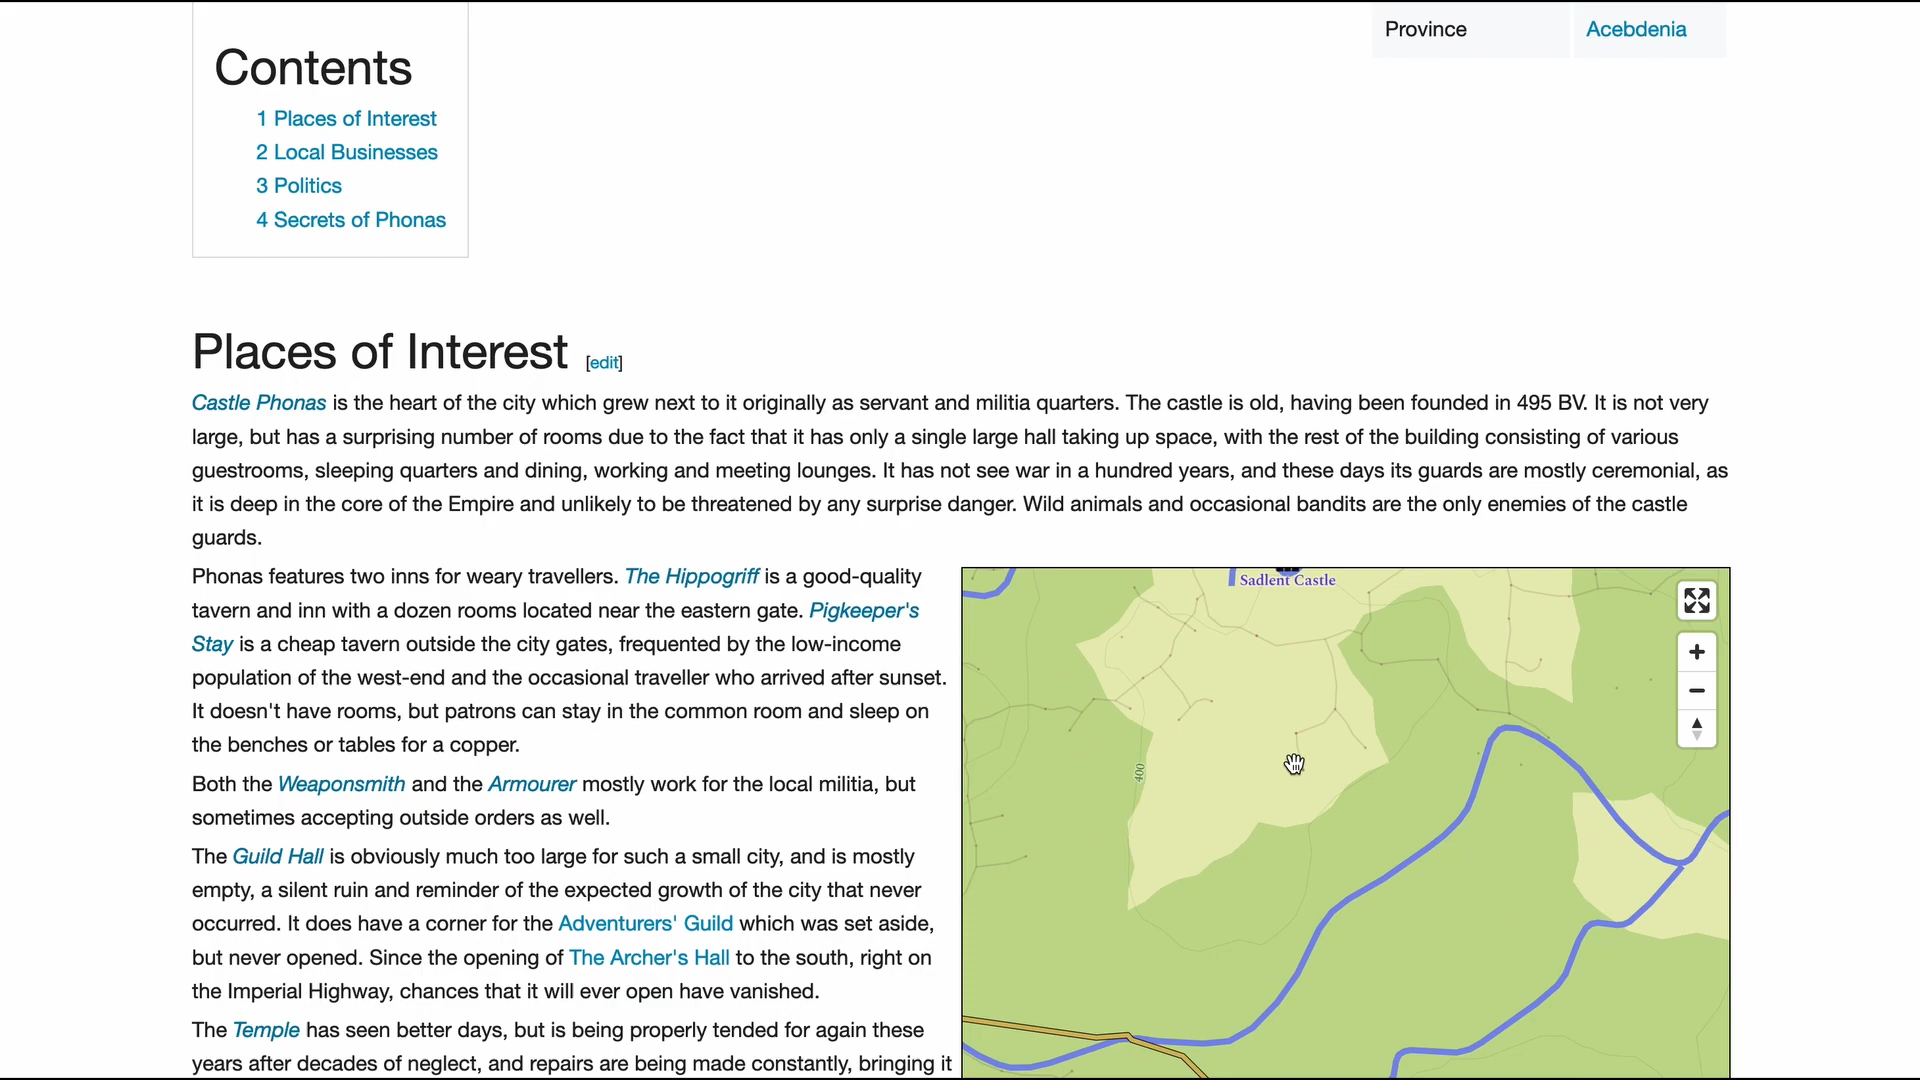 Province Acebdenia
Contents
1 Places of Interest
2 Local Businesses
3 Politics
4 Secrets of Phonas
Places of Interest [edit]
Castle Phonas is the heart of the city which grew next to it originally as servant and militia quarters. The castle is old, having been founded in 495 BV. It is not very
large, but has a surprising number of rooms due to the fact that it has only a single large hall taking up space, with the rest of the building consisting of various
guestrooms, sleeping quarters and dining, working and meeting lounges. It has not see war in a hundred years, and these days its guards are mostly ceremonial, as
it is deep in the core of the Empire and unlikely to be threatened by any surprise danger. Wild animals and occasional bandits are the only enemies of the castle
guards.
Phonas features two inns for weary travellers. The Hippogriff is a good-quality
tavern and inn with a dozen rooms located near the eastern gate. Pigkeeper's
Stay is a cheap tavern outside the city gates, frequented by the low-income
population of the west-end and the occasional traveller who arrived after sunset.
It doesn't have rooms, but patrons can stay in the common room and sleep on
the benches or tables for a copper.
Both the Weaponsmith and the Armourer mostly work for the local militia, but
sometimes accepting outside orders as well.
The Guild Hall is obviously much too large for such a small city, and is mostly
empty, a silent ruin and reminder of the expected growth of the city that never
occurred. It does have a corner for the Adventurers' Guild which was set aside,
but never opened. Since the opening of The Archer's Hall to the south, right on
the Imperial Highway, chances that it will ever open have vanished.
The Temple has seen better days, but is being properly tended for again these
years after decades of neglect, and repairs are being made constantly, bringing it
Sadlent Castle
400